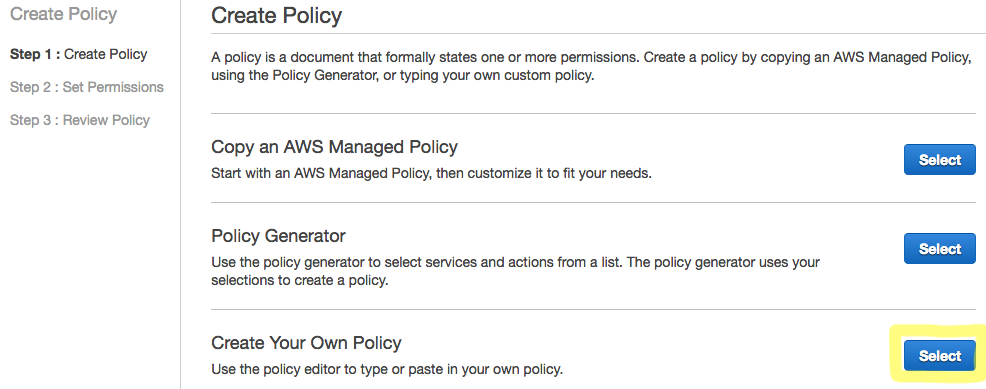 Create Policy
Step 1 : Create Policy
Step 2 : Set Permissions
Step 3 : Review Policy
Create Policy
A policy is a document that formally states one or more permissions. Create a policy by copying an AWS Managed Policy,
using the Policy Generator, or typing your own custom policy.
Copy an AWS Managed Policy
Start with an AWS Managed Policy, then customize it to fit your needs.
Select
Policy Generator
Use the policy generator to select services and actions from a list. The policy generator uses your
selections to create a policy.
Select
Create Your Own Policy
Use the policy editor to type or paste in your own policy.
Select